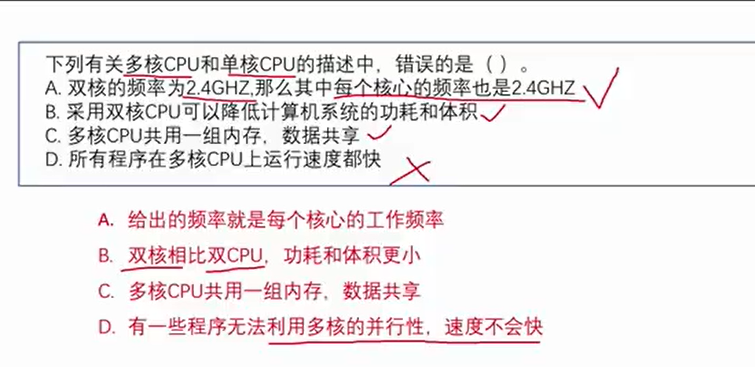 下列有关多核CPU和单核CPU的描述中，错误的是（ ）。
A. 双核的频率为2.4GHZ,那么其中每个核心的频率也是2.4GHZ
B. 采用双核CPU可以降低计算机系统的功耗和体积
C. 多核CPU共用一组内存，数据共享
D. 所有程序在多核CPU上运行速度都快
A. 给出的频率就是每个核心的工作频率
B. 双核相比双CPU，功耗和体积更小
C. 多核CPU共用一组内存，数据共享
D. 有一些程序无法利用多核的并行性，速度不会快